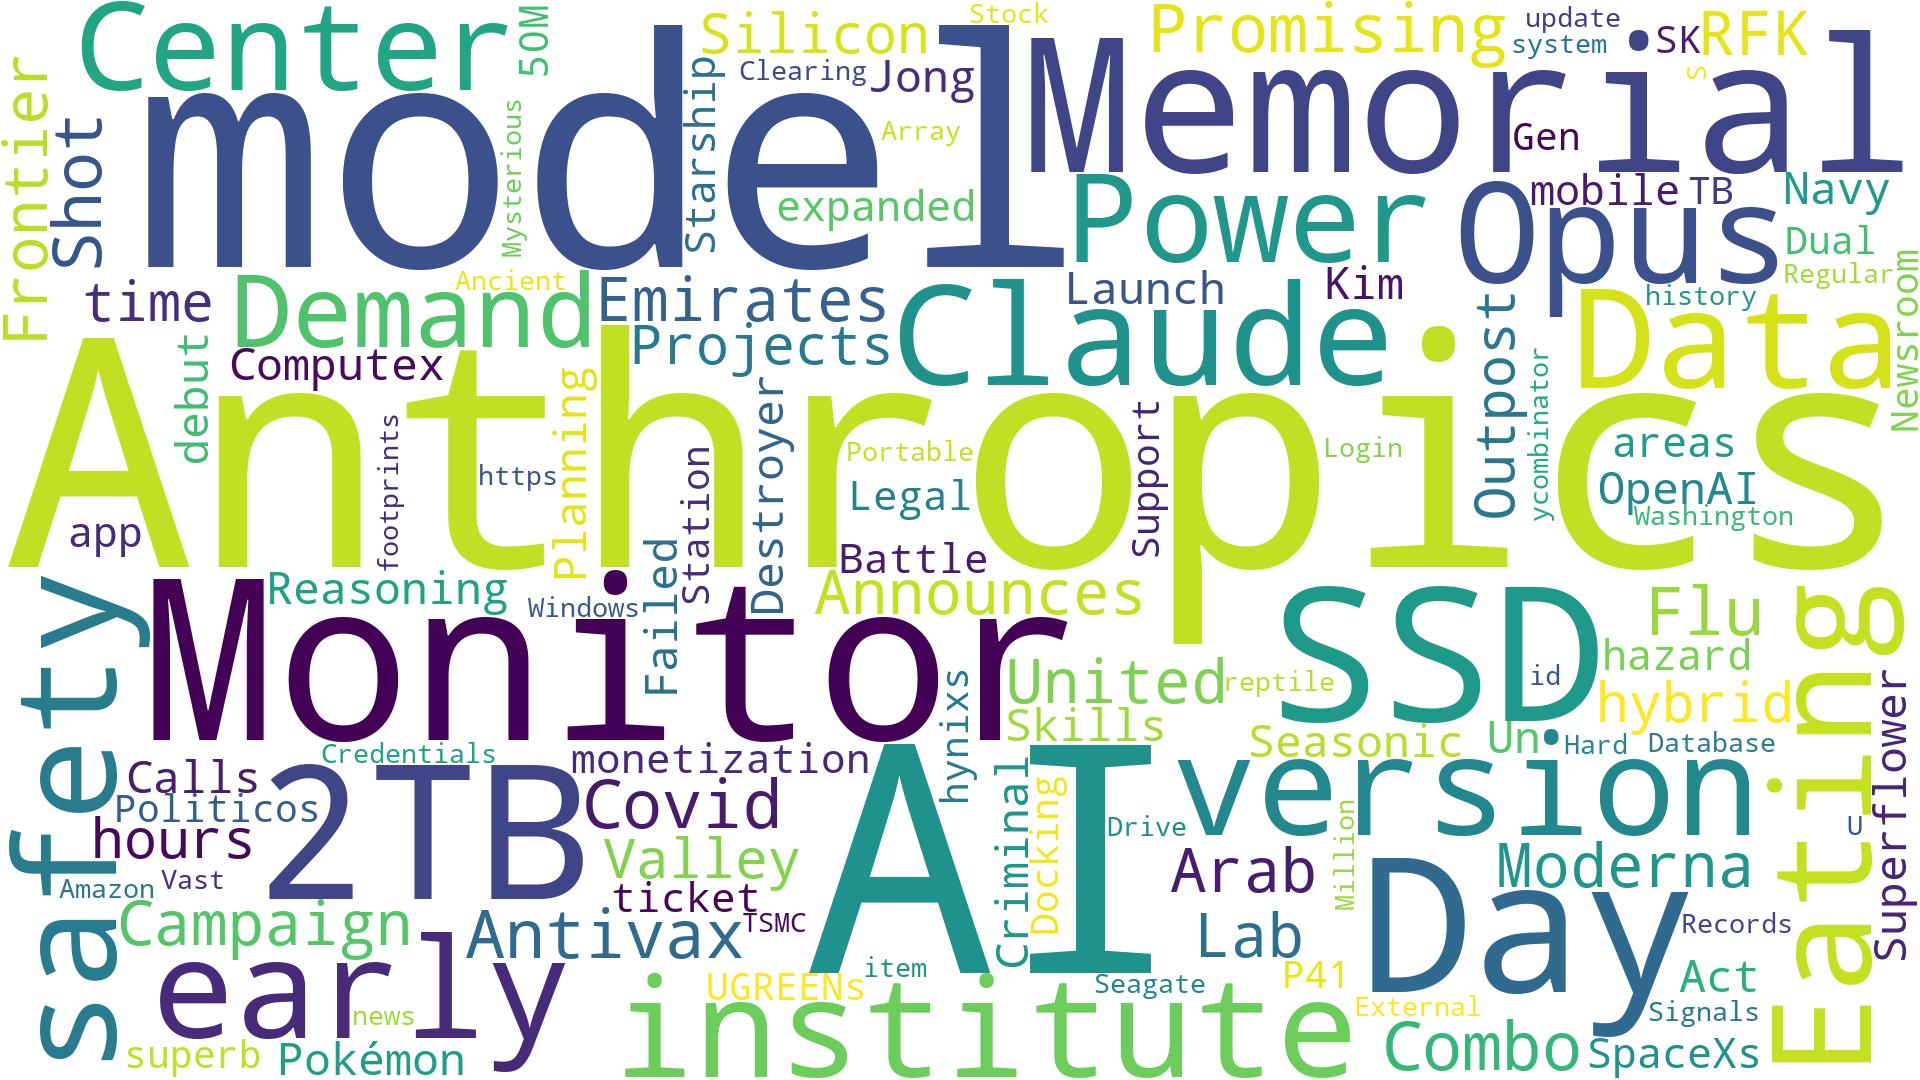 Center
50M
Silicon
Stock
Promising
update
system
SK
RFK
S
Frontier
Shot
model
Mysterious
Starship
Clearing
Jong
Array
expanded
Memorial
Gen
Power
Opus
mobile
TB
Navy
Dual
Regular
history
Newsroom
time
Demand
Ancient
Emirates
Projects
Launch
Kim
Claude
Outpost
Data
debut
Computex
Anthropics
footprints
https
Planning
Station
Destroyer
Portable
Legal
Support
Login
ycombinator
areas
OpenAI
Washington
app
Battle
Reasoning
Windows
Failed
Announces
safety
Monitor
United
reptile
SSD
id
Flu
hazard
hybrid
Eating
Superflower
hynixs
Skills
Seasonic
Un
Hard
Database
Credentials
monetization
Calls
Politicos
hours
2TB
Covid
AI
Criminal
Docking
version
Drive
Million
U
Amazon
Vast
Valley
ticket
TSMC
Arab
Moderna
Campaign
Antivax
Lab
Day
Records
early
item
UGREENs
Seagate
P41
External
Act
Signals
news
institute
superb
Pokémon
Combo
SpaceXs